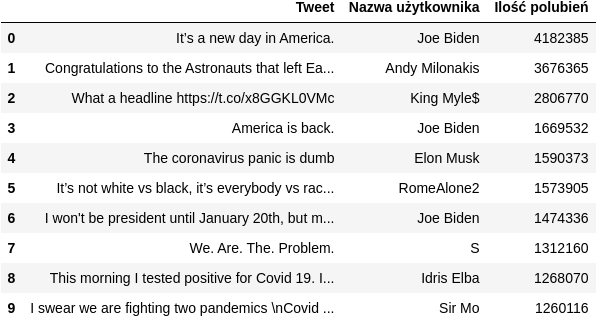 Tweet Nazwa użytkownika Ilość polubień
0 It's a new day in America. Joe Biden 4182385
1 Congratulations to the Astronauts that left Ea... Andy Milonakis 3676365
2 What a headline https://t.co/x8GGKL0VMc King Myle$ 2806770
3 America is back. Joe Biden 1669532
4 The coronavirus panic is dumb Elon Musk 1590373
5 It’s not white vs black, it’s everybody vs rac... RomeAlone2 1573905
6 I won't be president until January 20th, but m... Joe Biden 1474336
7 We. Are. The. Problem. S 1312160
8 This morning I tested positive for Covid 19. I... Idris Elba 1268070
9 I swear we are fighting two pandemics \nCovid ... Sir Mo 1260116